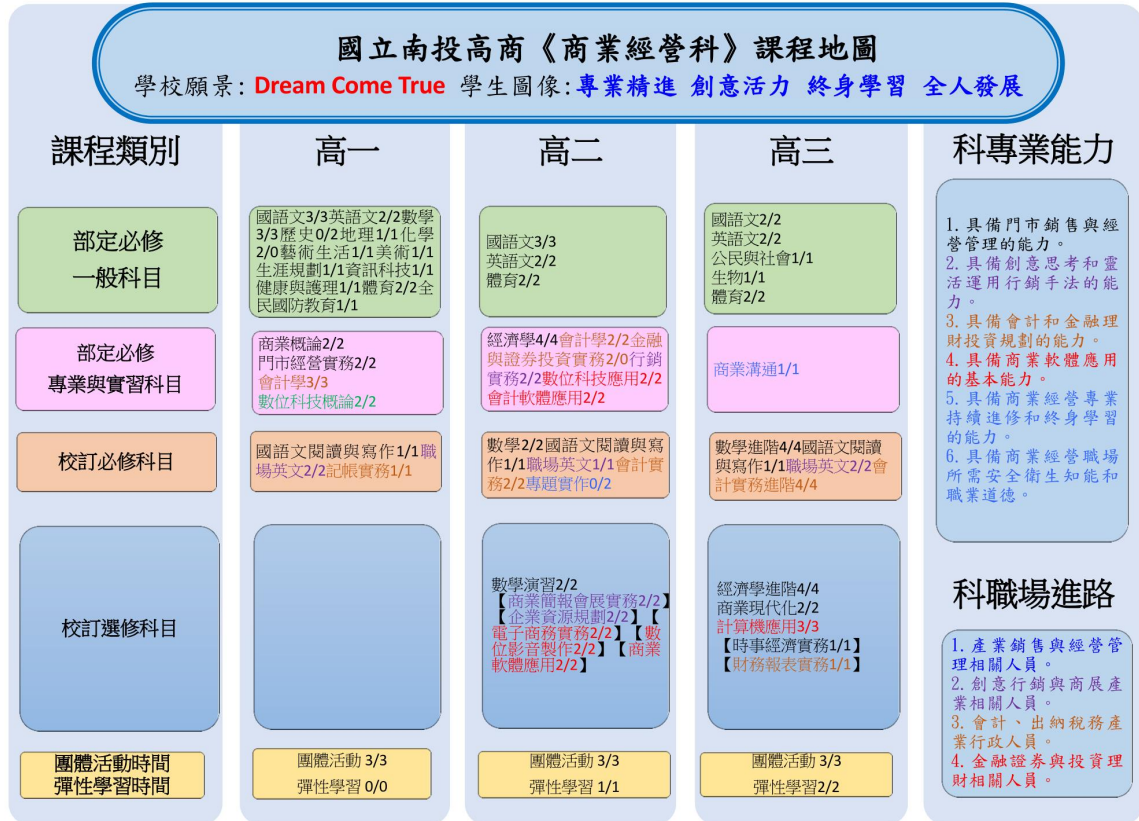 國立南投高商《商業經營科》課程地圖
學校願景: Dream Come True 學生圖像:專業精進 創意活力 終身學習 全人發展
課程類別
高一
高二
高三
科專業能力
部定必修
一般科目
國語文3/3英語文2/2數學
3/3歷史0/2地理1/1化學
2/0藝術生活1/1美術1/1
生涯規劃1/1資訊科技1/1
健康與護理1/1體育2/2全
民國防教育1/1
國語文3/3
英語文2/2
體育2/2
國語文2/2
英語文2/2
公民與社會1/1
生物1/1
體育2/2
部定必修
專業與實習科目
商業概論2/2
門市經營實務2/2
會計學3/3
數位科技概論2/2
經濟學4/4會計學2/2金融
與證券投資實務2/0行銷
實務2/2數位科技應用2/2
會計軟體應用2/2
商業溝通1/1
校訂必修科目
國語文閱讀與寫作1/1職
場英文2/2記帳實務1/1
數學2/2國語文閱讀與寫
作1/1職場英文1/1會計實
務2/2專題實作0/2
數學進階4/4國語文閱讀
與寫作1/1職場英文2/2會
計實務進階4/4
校訂選修科目
數學演習2/2
【商業簡報會展實務2/2】
【企業資源規劃2/2】【
電子商務實務2/2】【數
位影音製作2/2】【商業
軟體應用2/2】
經濟學進階4/4
商業現代化2/2
計算機應用3/3
【時事經濟實務1/1】
【財務報表實務1/1】
團體活動時間
彈性學習時間
團體活動 3/3
彈性學習 0/0
團體活動 3/3
彈性學習 1/1
團體活動 3/3
彈性學習2/2
1.具備門市銷售與經
營管理的能力。
2.具備創意思考和靈
活運用行銷手法的能
力。
3.具備會計和金融理
財投資規劃的能力。
4.具備商業軟體應用
的基本能力。
5.具備商業經營專業
持續進修和終身學習
的能力。
6.具備商業經營職場
所需安全衛生知能和
職業道德。
科職場進路
1.產業銷售與經營管
理相關人員。
2.創意行銷與商展產
業相關人員。
3.會計、出納稅務產
業行政人員。
4.金融證券與投資理
財相關人員。